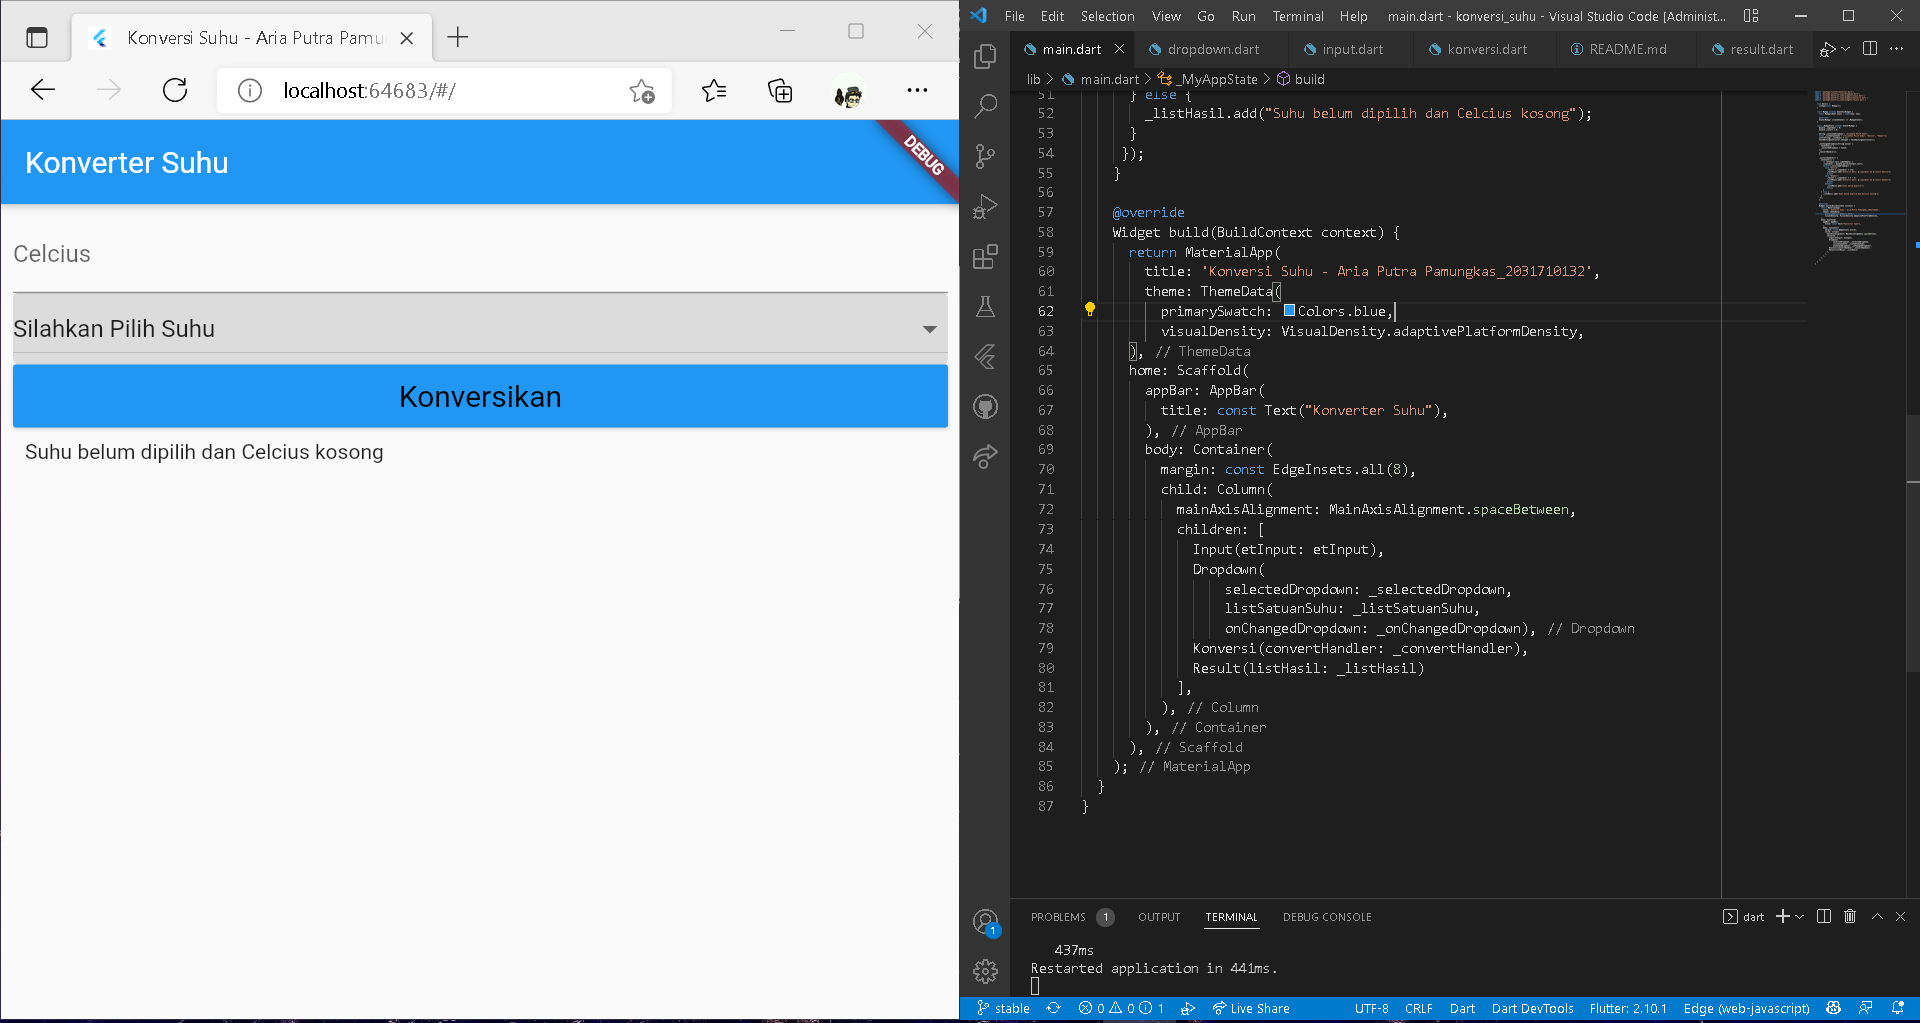 Konversi Suhu - Aria Putra Pamu
localhost:64683/#/
Konverter Suhu
DEBUG
Celcius
Silahkan Pilih Suhu
Konversikan
Suhu belum dipilih dan Celcius kosong
File Edit Selection View Go Run Terminal Help main.dart - konversi_suhu - Visual Studio Code [Administ...
main.dart dropdown.dart input.dart konversi.dart README.md result.dart
lib > main.dart > _MyAppState > build
51 } else {
52 _listHasil.add("Suhu belum dipilih dan Celcius kosong");
53 }
54 });
55 }
56
57 @override
58 Widget build(BuildContext context) {
59 return MaterialApp(
60 title: 'Konversi Suhu - Aria Putra Pamungkas_2031710132',
61 theme: ThemeData(
62 primarySwatch: Colors.blue,
63 visualDensity: VisualDensity.adaptivePlatformDensity,
64 ), // ThemeData
65 home: Scaffold(
66 appBar: AppBar(
67 title: const Text("Konverter Suhu"),
68 ), // AppBar
69 body: Container(
70 margin: const EdgeInsets.all(8),
71 child: Column(
72 mainAxisAlignment: MainAxisAlignment.spaceBetween,
73 children: [
74 Input(etInput: etInput),
75 Dropdown(
76 selectedDropdown: _selectedDropdown,
77 listSatuanSuhu: _listSatuanSuhu,
78 onChangedDropdown: _onChangedDropdown), // Dropdown
79 Konversi(convertHandler: _convertHandler),
80 Result(listHasil: _listHasil)
81 ],
82 ), // Column
83 ), // Container
84 ), // Scaffold
85 ); // MaterialApp
86 }
87 }
PROBLEMS 1 OUTPUT TERMINAL DEBUG CONSOLE dart
437ms
Restarted application in 441ms.
1
stable 0 0 1 Live Share UTF-8 CRLF Dart Dart DevTools Flutter: 2.10.1 Edge (web-javascript)